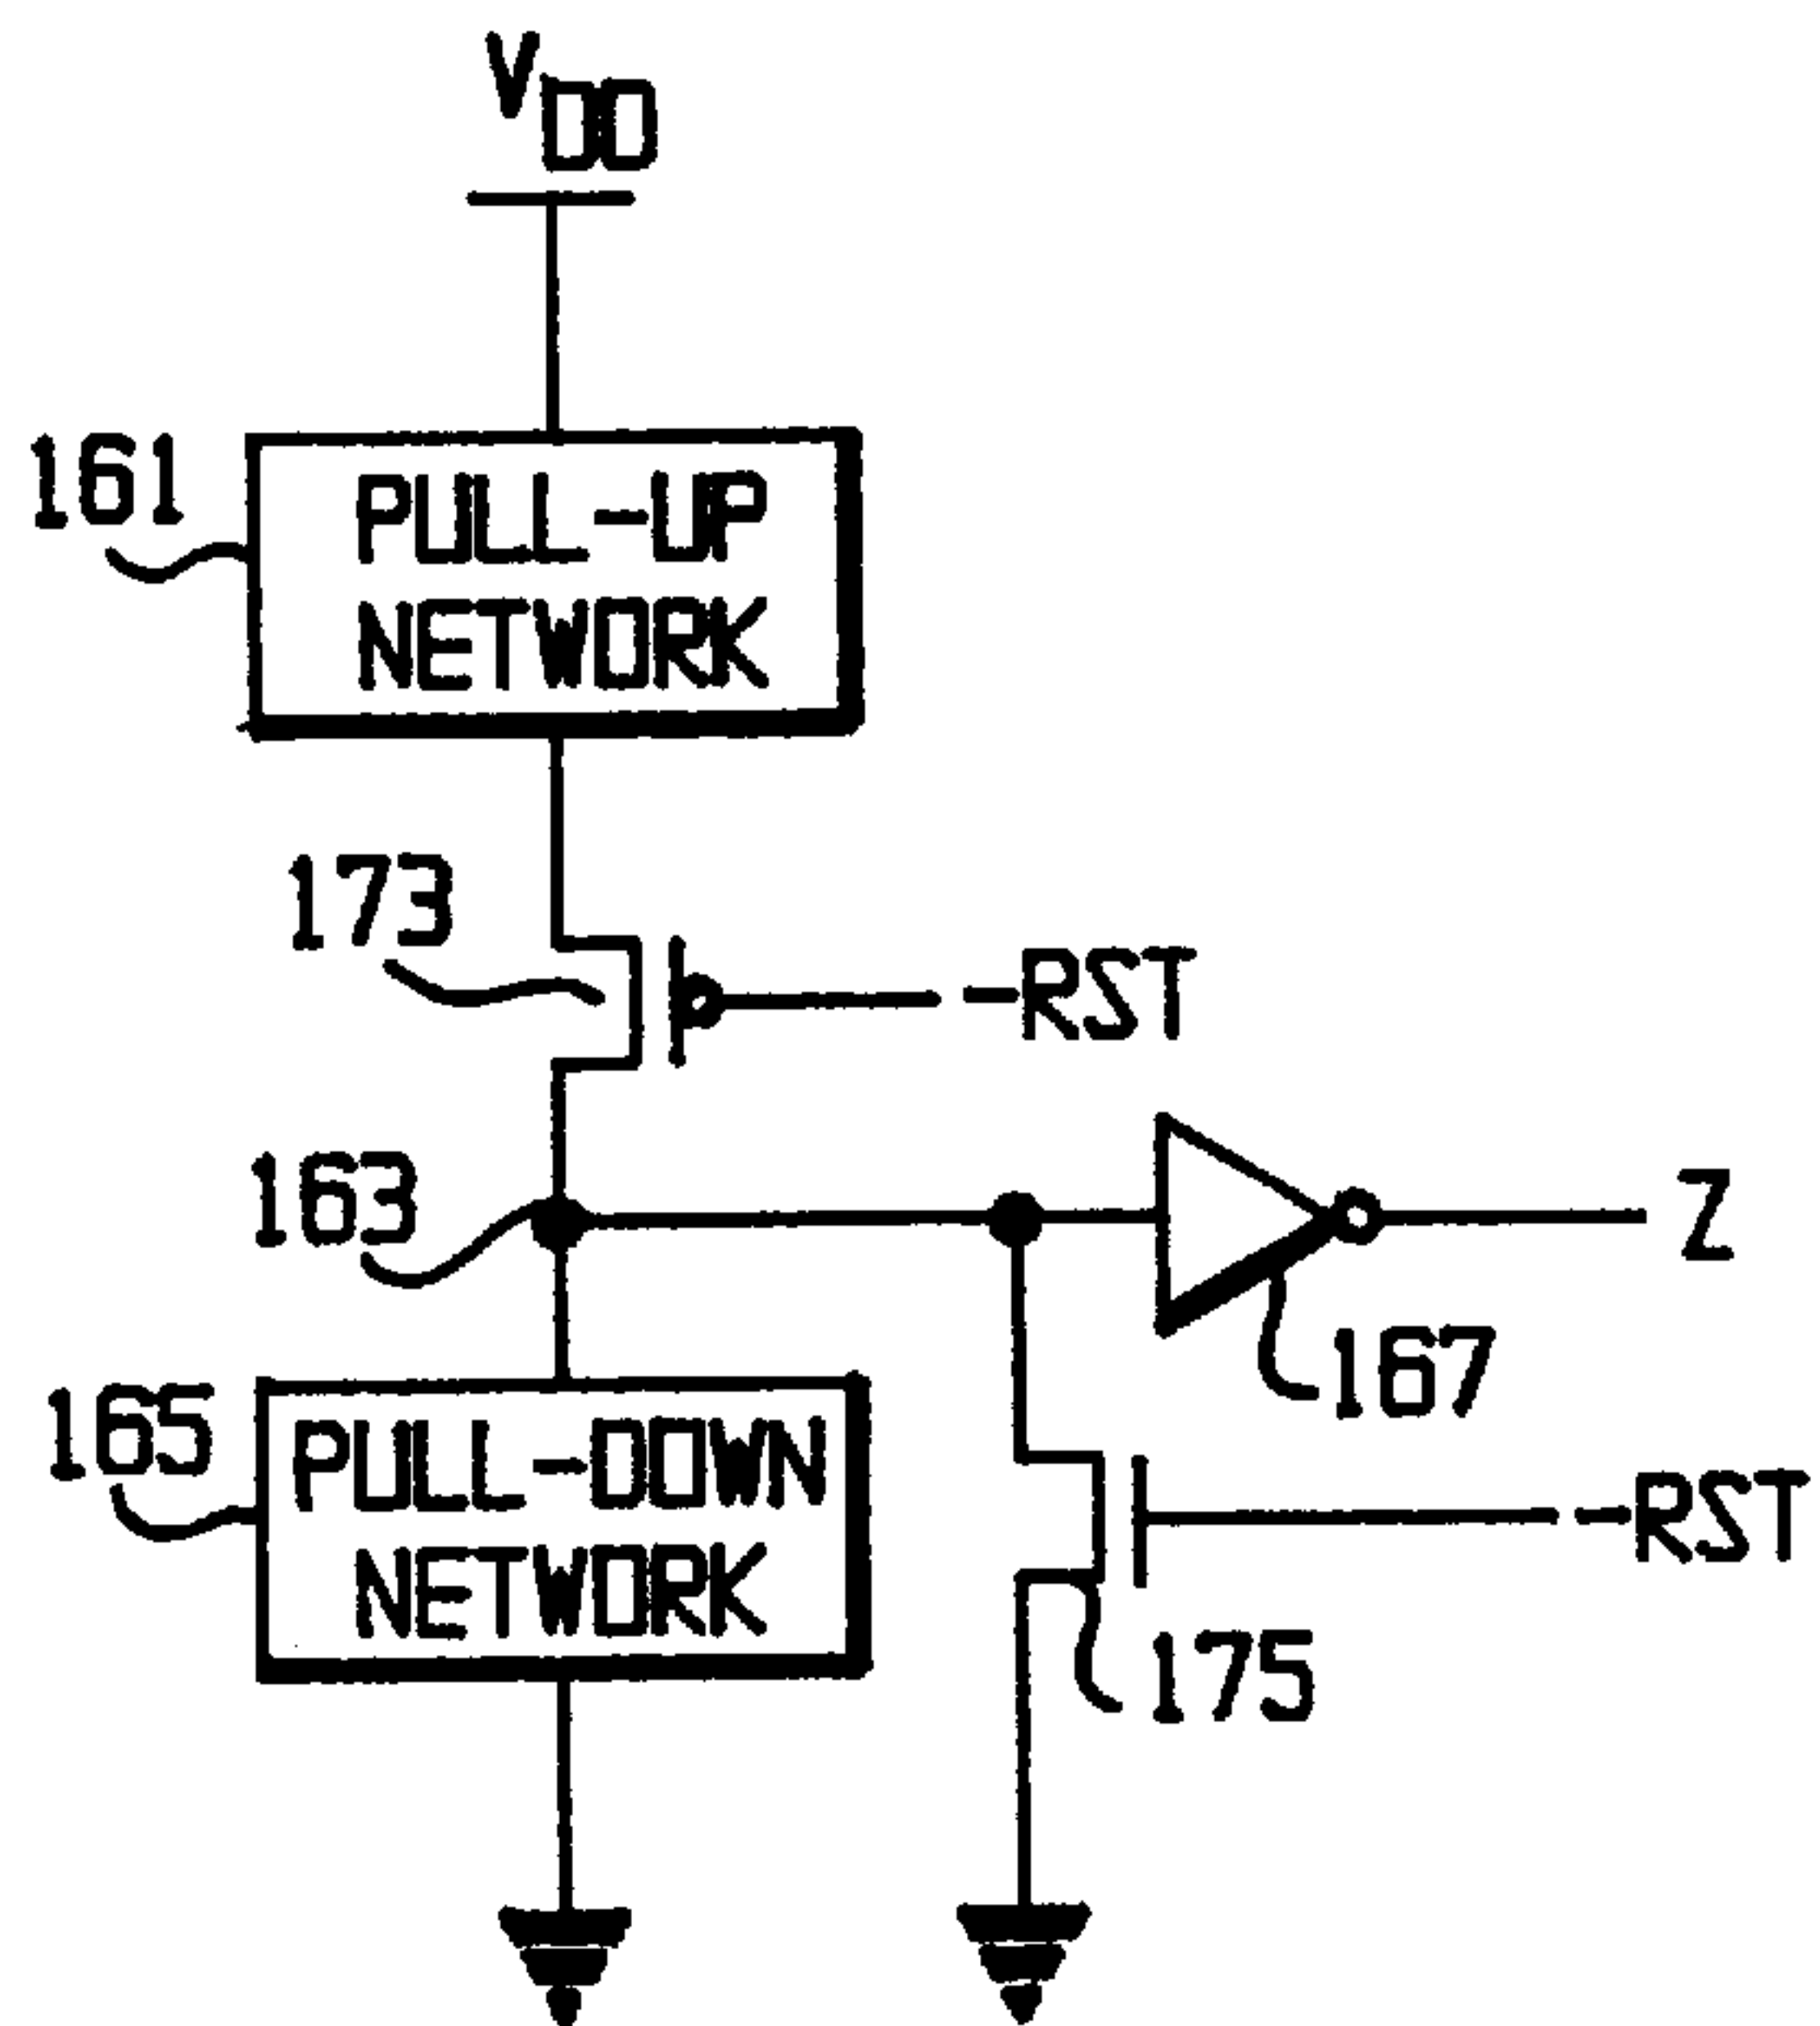 VDD
161
PULL-UP
NETWORK
173
-RST
163
Z
167
165
PULL-DOWN
NETWORK
-RST
175